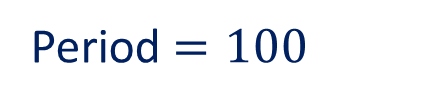 Period = 100